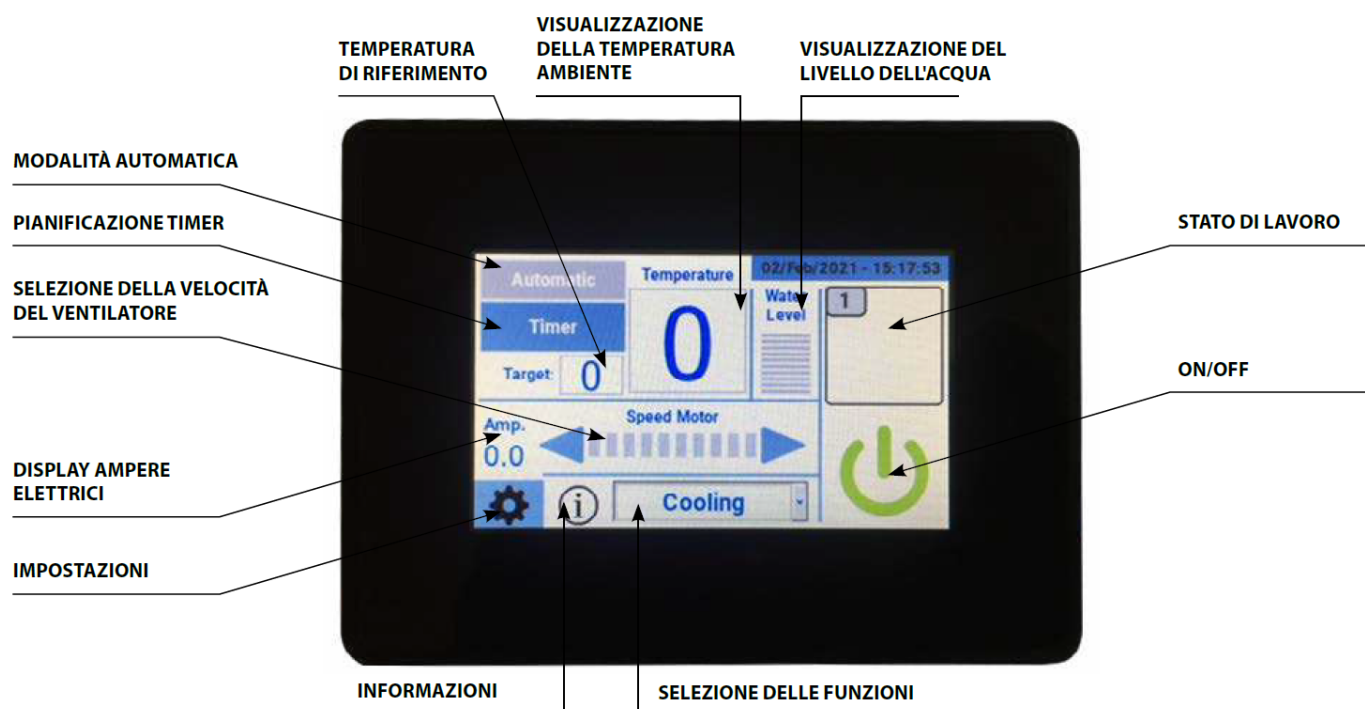 VISUALIZZAZIONE
DELLA TEMPERATURA
AMBIENTE
TEMPERATURA
DI RIFERIMENTO
VISUALIZZAZIONE DEL
LIVELLO DELL'ACQUA
MODALITÀ AUTOMATICA
PIANIFICAZIONE TIMER
SELEZIONE DELLA VELOCITÀ
DEL VENTILATORE
DISPLAY AMPERE
ELETTRICI
IMPOSTAZIONI
Automatic
Timer
Target:
0
Temperature
0
02/Feb/2021 - 15:17:53
Water
Level
1
Amp.
0.0
Speed Motor
i
Cooling
STATO DI LAVORO
ON/OFF
INFORMAZIONI
SELEZIONE DELLE FUNZIONI